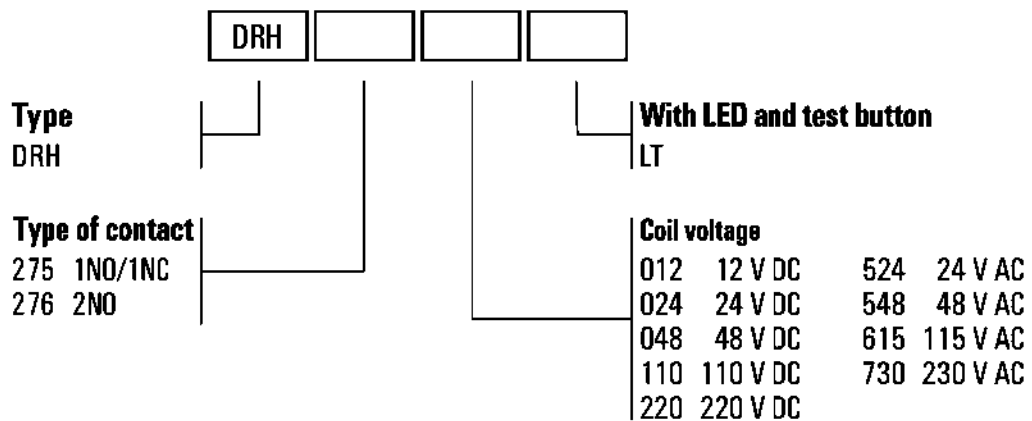 DRH
Type
DRH
With LED and test button
LT
Type of contact
275 1NO/1NC
276 2NO
Coil voltage
012 12 V DC 524 24 V AC
024 24 V DC 548 48 V AC
048 48 V DC 615 115 V AC
110 110 V DC 730 230 V AC
220 220 V DC